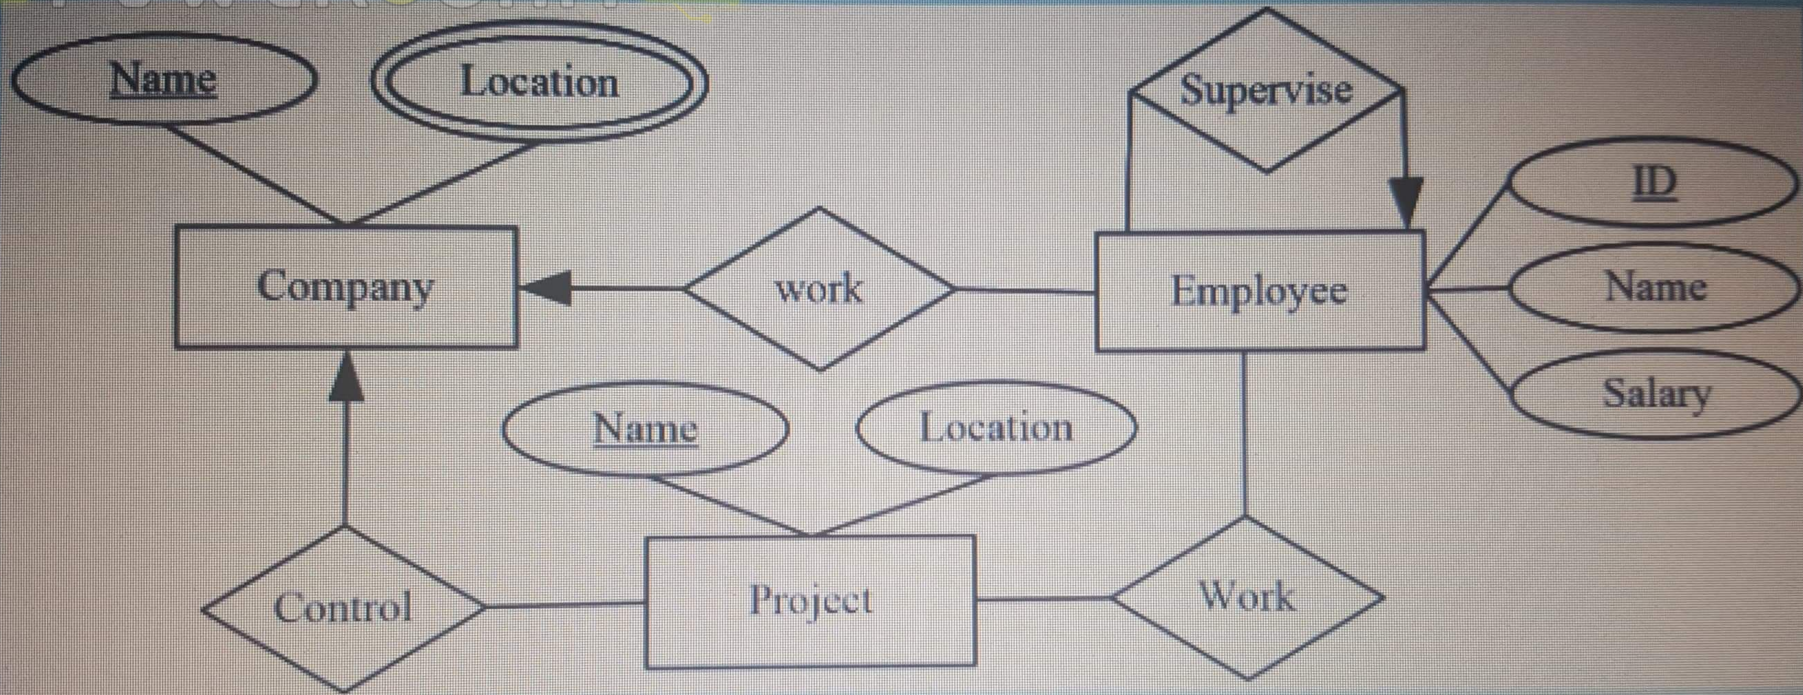 Name
Location
Supervise
ID
Company
work
Employee
Name
Salary
Name
Location
Control
Project
Work